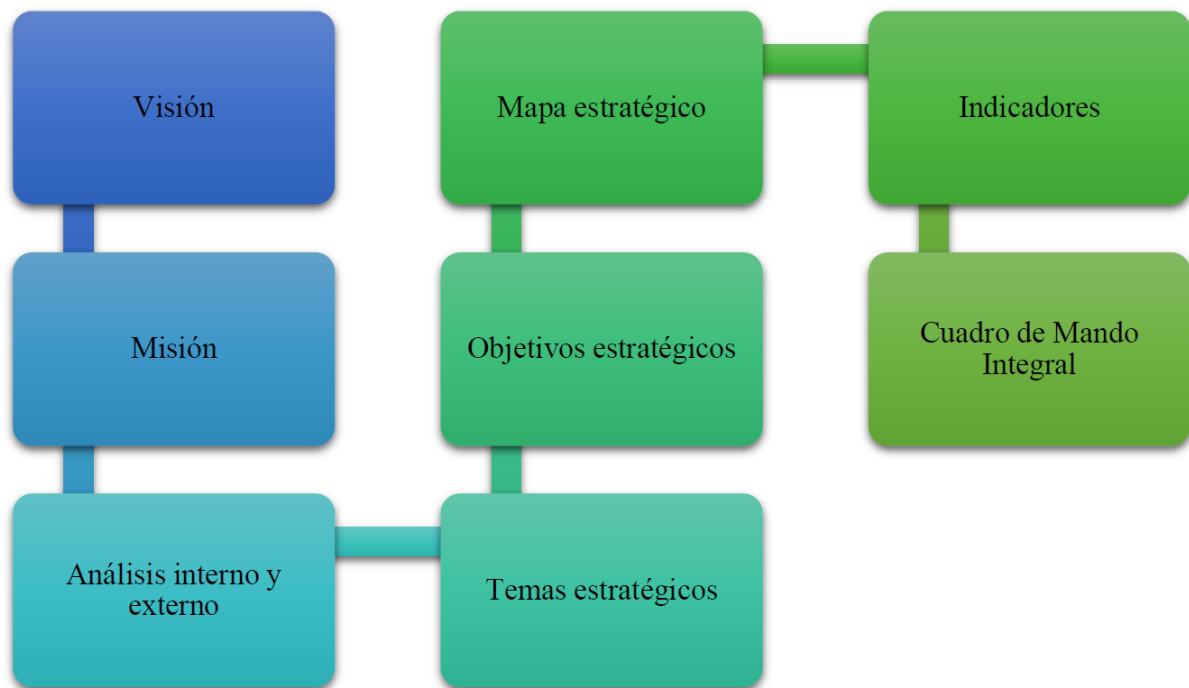 Visión
Misión
Análisis interno y
externo
Temas estratégicos
Objetivos estratégicos
Mapa estratégico
Indicadores
Cuadro de Mando
Integral